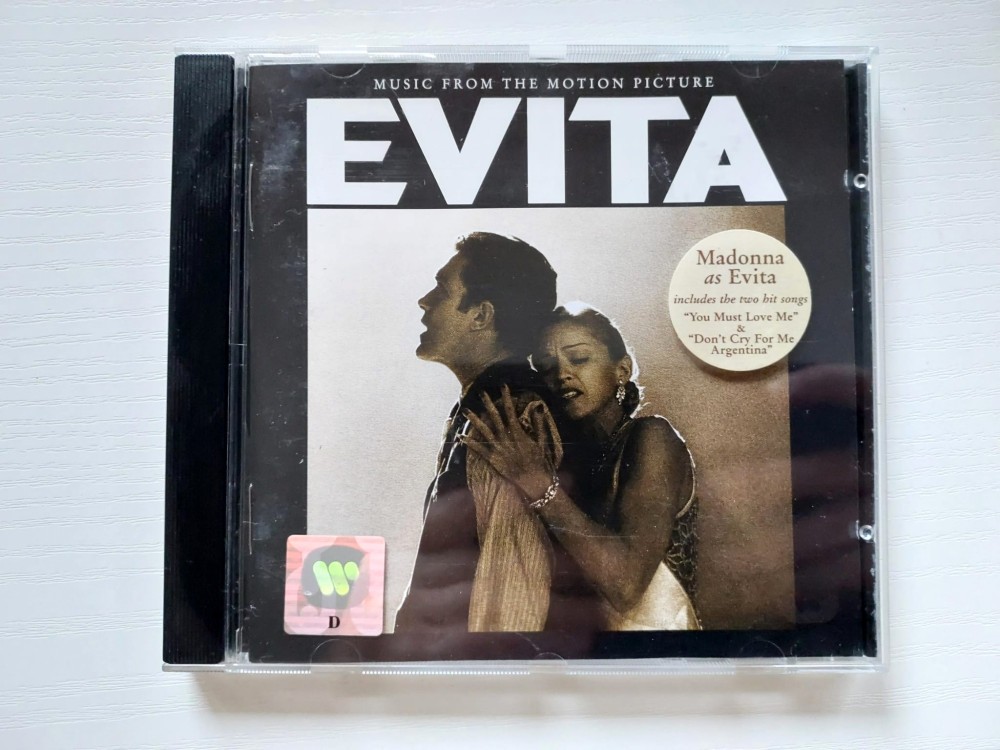 MUSIC FROM THE MOTION PICTURE
EVITA
Madonna
as Evita
includes the two hit songs
"You Must Love Me"
&
"Don't Cry For Me
Argentina"
D